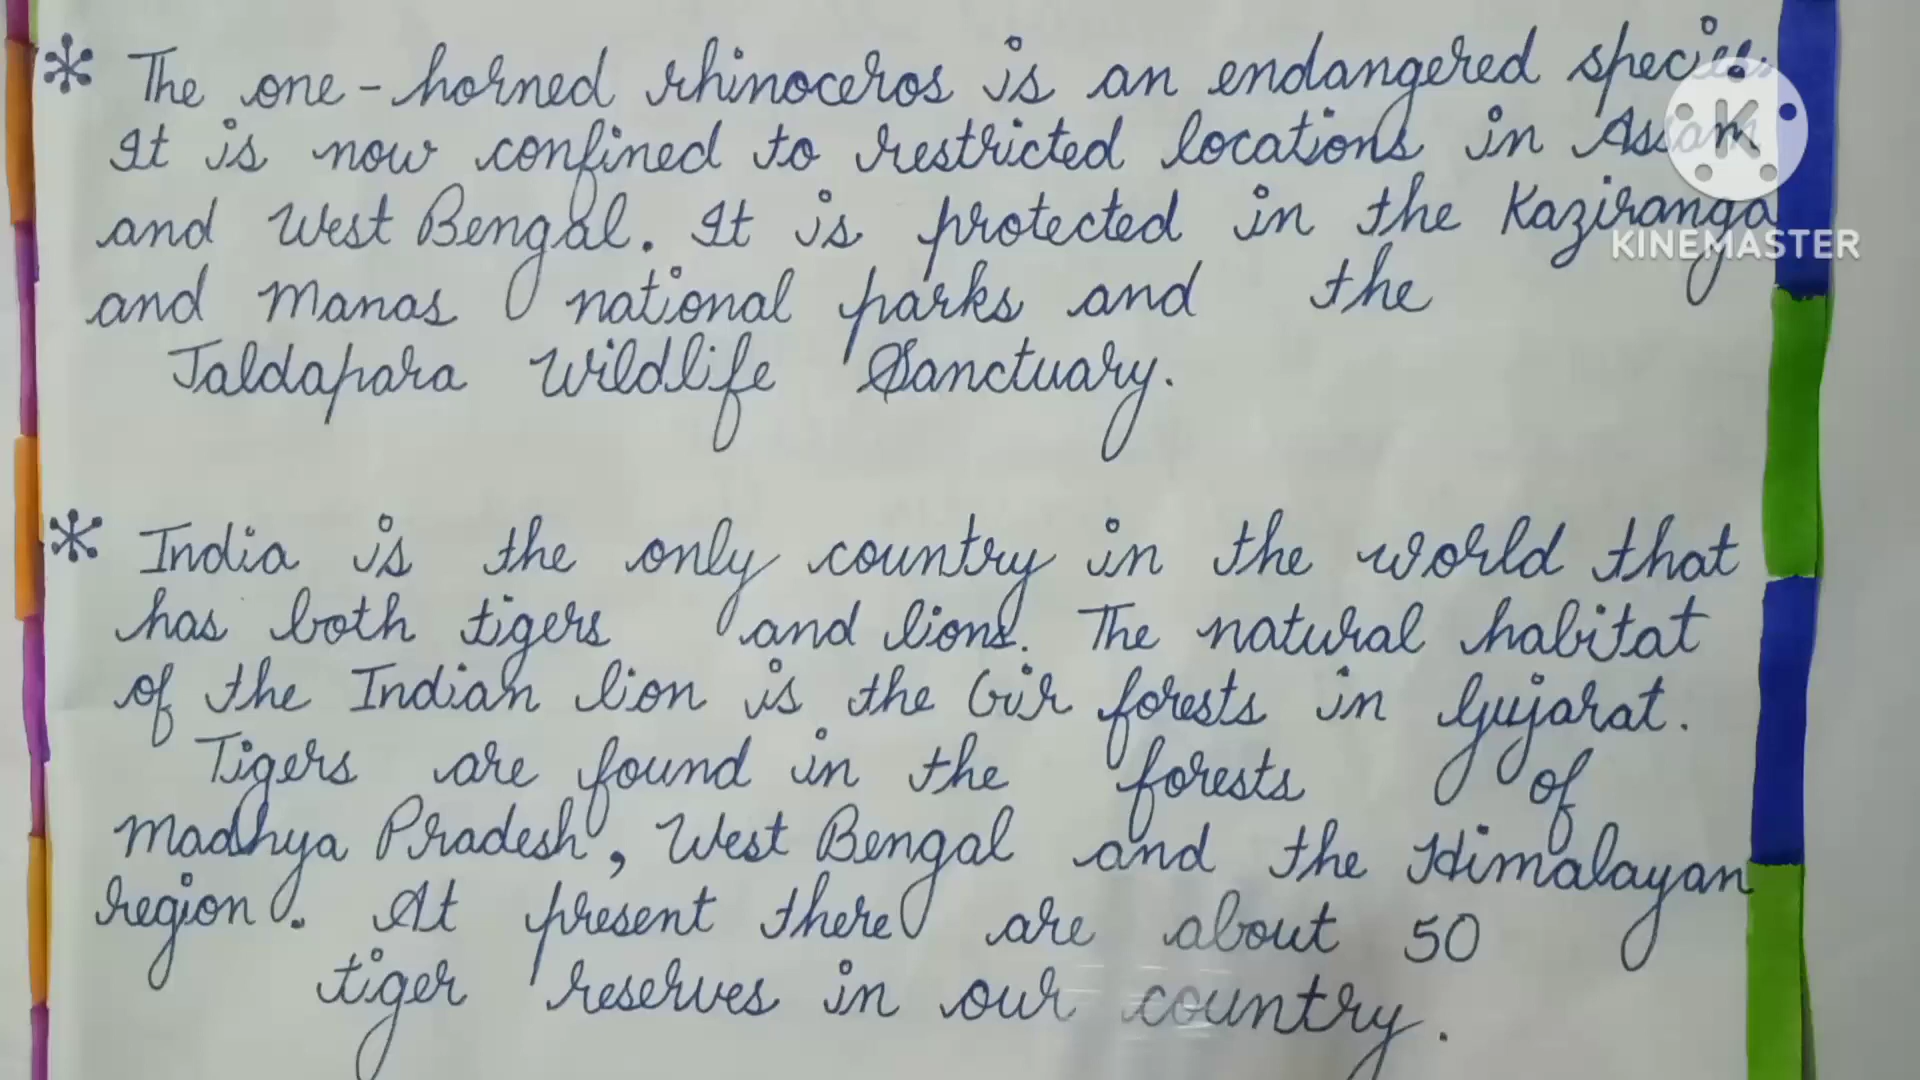 * The one-horned rhinoceros is an endangered species.
It is now confined to restricted locations in Assam
and West Bengal. It is protected in the Kaziranga
and Manas national parks and the
Jaldapara Wildlife Sanctuary.
* India is the only country in the world that
has both tigers and lions. The natural habitat
of the Indian lion is the Gir forests in Gujarat.
Tigers are found in the forests of
Madhya Pradesh, West Bengal and the Himalayan
region. At present there are about 50
tiger reserves in our country.
K
KINEMASTER